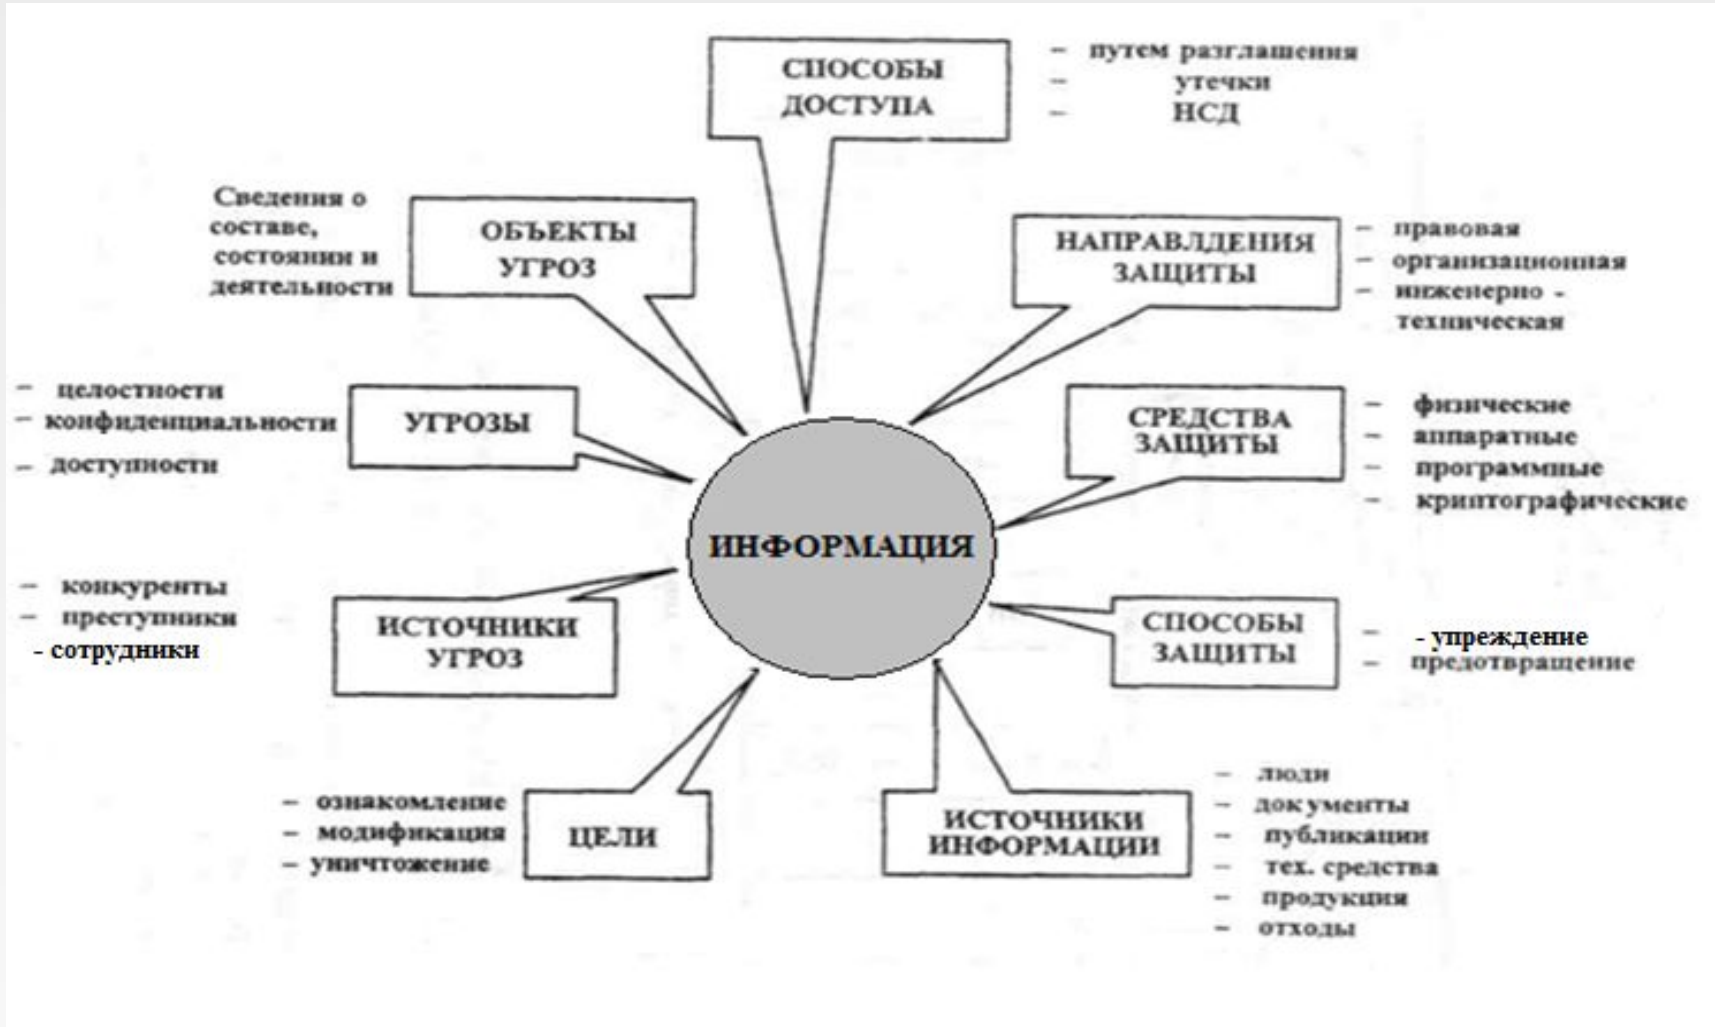 СПОСОБЫ
ДОСТУПА
– путем разглашения
– утечки
– НСД
Сведения о
составе,
состоянии и
деятельности
ОБЪЕКТЫ
УГРОЗ
НАПРАВЛДЕНИЯ
ЗАЩИТЫ
– правовая
– организационная
– инженерно -
техническая
– целостности
– конфиденциальности
– доступности
УГРОЗЫ
СРЕДСТВА
ЗАЩИТЫ
– физические
– аппаратные
– программные
– криптографические
ИНФОРМАЦИЯ
– конкуренты
– преступники
- сотрудники
ИСТОЧНИКИ
УГРОЗ
СПОСОБЫ
ЗАЩИТЫ
– - упреждение
– предотвращение
– ознакомление
– модификация
– уничтожение
ЦЕЛИ
ИСТОЧНИКИ
ИНФОРМАЦИИ
– люди
– документы
– публикации
– тех. средства
– продукция
– отходы